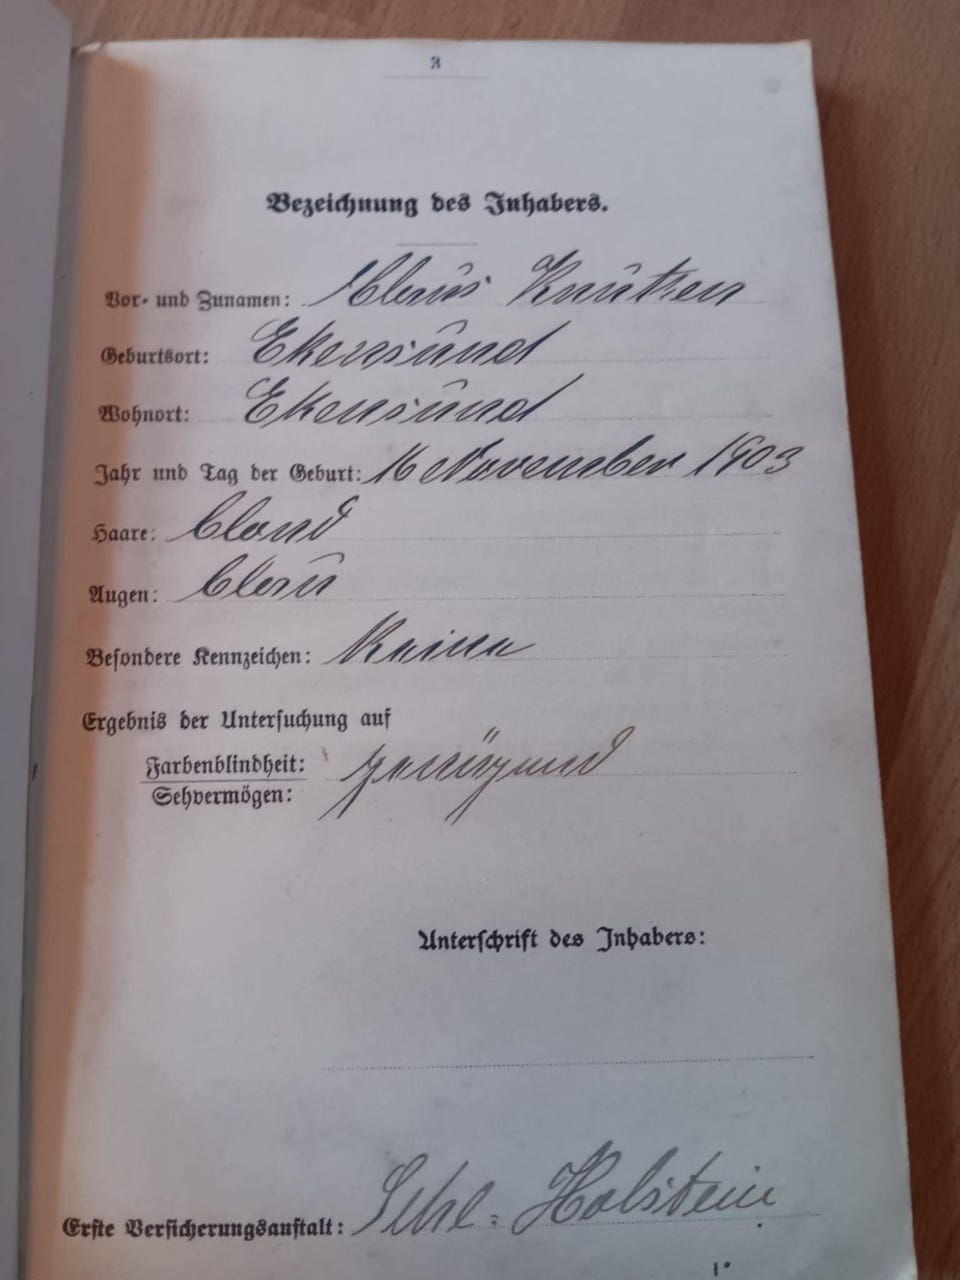 3
Bezeichnung des Inhabers.
Vor- und Zunamen: Claus Knutzen
Geburtsort: Ekensund
Wohnort: Ekensund
Jahr und Tag der Geburt: 16 November 1903
Haare: blond
Augen: blau
Besondere Kennzeichen: Keine
Ergebnis der Untersuchung auf
Farbenblindheit: genügend
Sehvermögen:
Unterschrift des Inhabers:
Erste Versicherungsanstalt: Schl-Holstein
1*